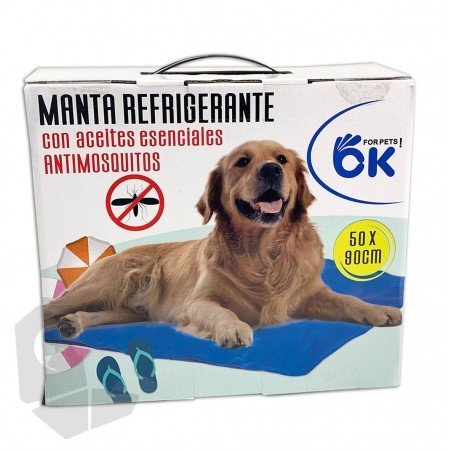 MANTA REFRIGERANTE
con aceites esenciales
ANTIMOSQUITOS
FOR PETS!
OK
50 X
90CM